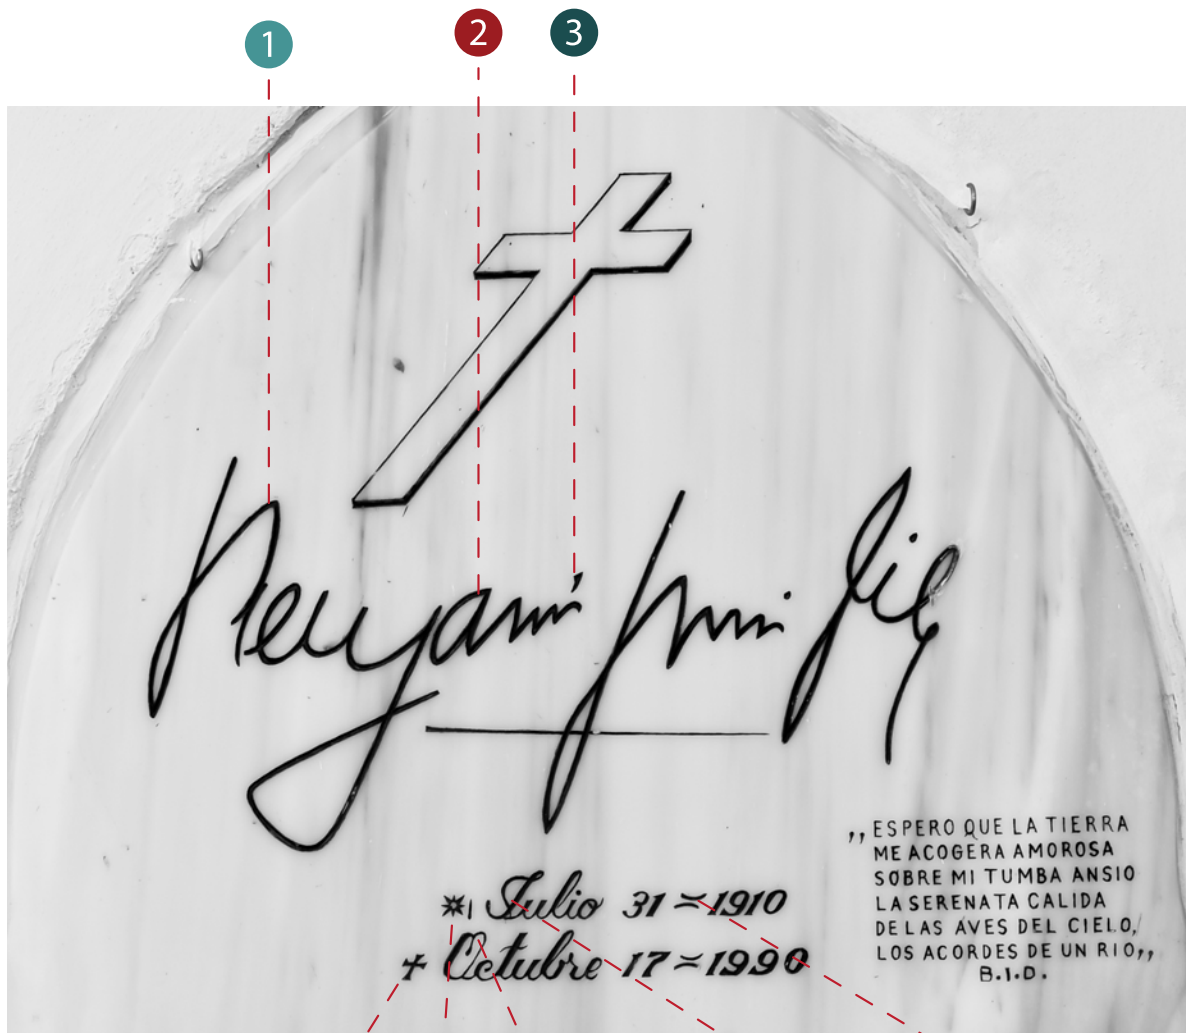 1 2 3
Benjamín
* Julio 31 = 1910
+ Octubre 17 = 1990
,, ESPERO QUE LA TIERRA
ME ACOGERA AMOROSA
SOBRE MI TUMBA ANSIO
LA SERENATA CALIDA
DE LAS AVES DEL CIELO,
LOS ACORDES DE UN RIO,,
B.I.D.